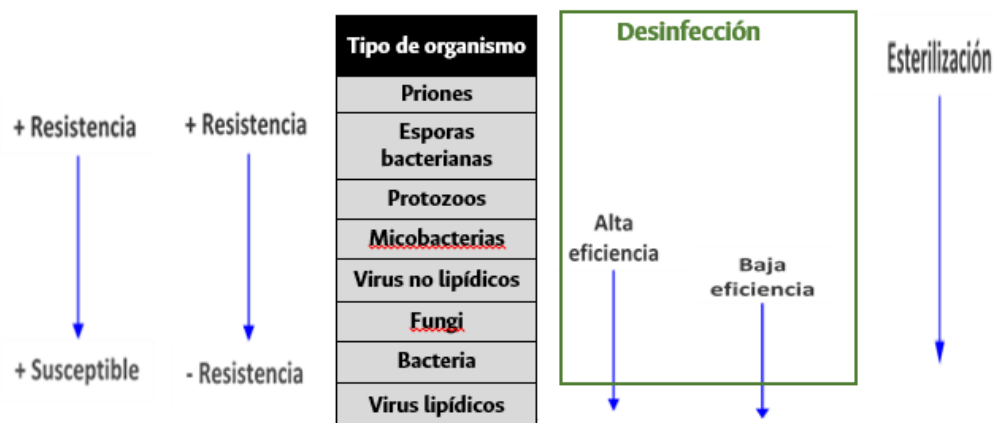 + Resistencia
+ Susceptible
+ Resistencia
- Resistencia
Tipo de organismo
Priones
Esporas
bacterianas
Protozoos
Micobacterias
Virus no lipídicos
Fungi
Bacteria
Virus lipídicos
Desinfección
Alta
eficiencia
Baja
eficiencia
Esterilización